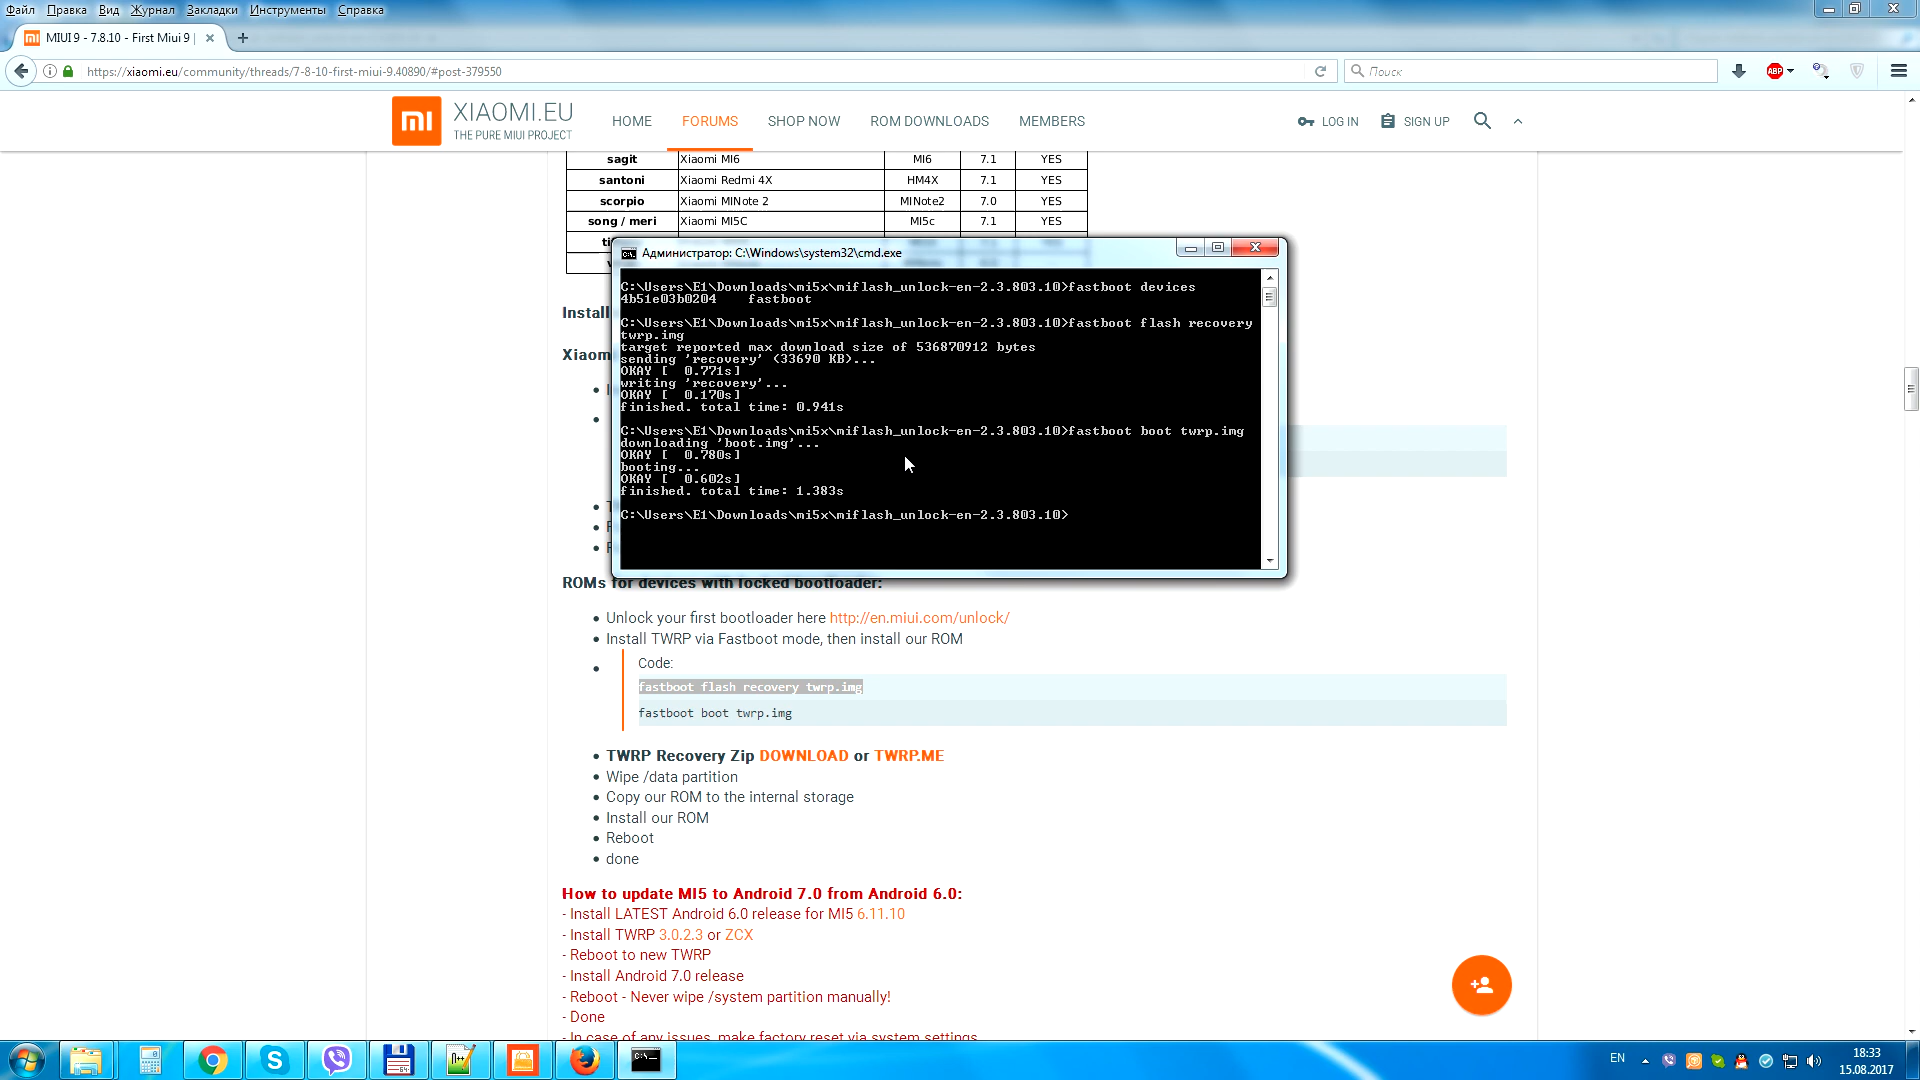 Файл Правка Вид Журнал Закладки Инструменты Справка
MIUI 9 - 7.8.10 - First Miui 9 |
https://xiaomi.eu/community/threads/7-8-10-first-miui-9.40890/#post-379550
Поиск
ABP
mi XIAOMI.EU
THE PURE MIUI PROJECT
HOME FORUMS SHOP NOW ROM DOWNLOADS MEMBERS LOG IN SIGN UP
sagit Xiaomi MI6 MI6 7.1 YES
santoni Xiaomi Redmi 4X HM4X 7.1 YES
scorpio Xiaomi MINote 2 MINote2 7.0 YES
song / meri Xiaomi MI5C MI5c 7.1 YES
Администратор: C:\Windows\system32\cmd.exe
C:\Users\E1\Downloads\mi5x\miflash_unlock-en-2.3.803.10>fastboot devices
4b51e03b0204 fastboot
C:\Users\E1\Downloads\mi5x\miflash_unlock-en-2.3.803.10>fastboot flash recovery
twrp.img
target reported max download size of 536870912 bytes
sending 'recovery' (33690 KB)...
OKAY [ 0.771s]
writing 'recovery'...
OKAY [ 0.170s]
finished. total time: 0.941s
C:\Users\E1\Downloads\mi5x\miflash_unlock-en-2.3.803.10>fastboot boot twrp.img
downloading 'boot.img'...
OKAY [ 0.780s]
booting...
OKAY [ 0.602s]
finished. total time: 1.383s
C:\Users\E1\Downloads\mi5x\miflash_unlock-en-2.3.803.10>
Install
Xiaom
ROMs for devices with locked bootloader:
Unlock your first bootloader here http://en.miui.com/unlock/
Install TWRP via Fastboot mode, then install our ROM
Code:
fastboot flash recovery twrp.img
fastboot boot twrp.img
TWRP Recovery Zip DOWNLOAD or TWRP.ME
Wipe /data partition
Copy our ROM to the internal storage
Install our ROM
Reboot
done
How to update MI5 to Android 7.0 from Android 6.0:
- Install LATEST Android 6.0 release for MI5 6.11.10
- Install TWRP 3.0.2.3 or ZCX
- Reboot to new TWRP
- Install Android 7.0 release
- Reboot - Never wipe /system partition manually!
- Done
- In case of any issues, make factory reset via system settings
EN
18:33
15.08.2017